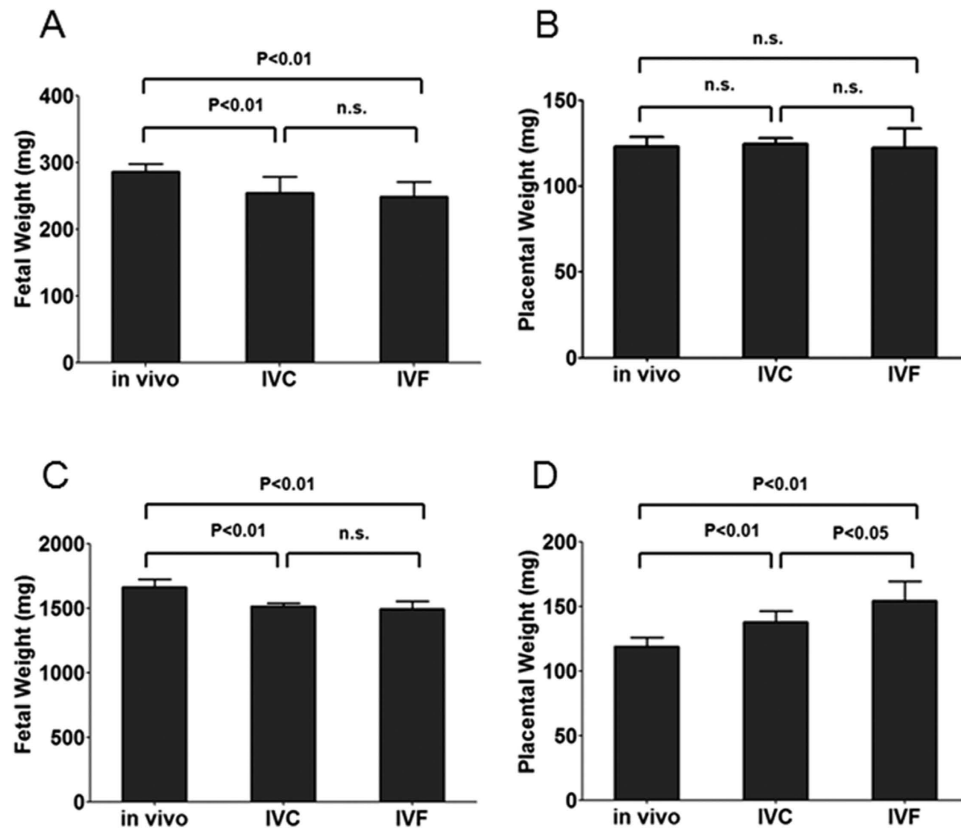 A
P<0.01
P<0.01
n.s.
Fetal Weight (mg)
400
300
200
100
0
in vivo
IVC
IVF
B
n.s.
n.s.
n.s.
Placental Weight (mg)
150
100
50
0
in vivo
IVC
IVF
C
P<0.01
P<0.01
n.s.
Fetal Weight (mg)
2000
1500
1000
500
0
in vivo
IVC
IVF
D
P<0.01
P<0.01
P<0.05
Placental Weight (mg)
200
150
100
50
0
in vivo
IVC
IVF